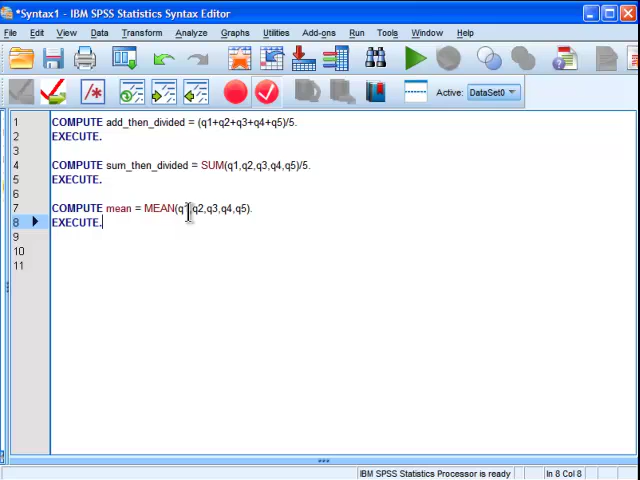 *Syntax1 - IBM SPSS Statistics Syntax Editor
File Edit View Data Transform Analyze Graphs Utilities Add-ons Run Tools Window Help
Active: DataSet0
1 COMPUTE add_then_divided = (q1+q2+q3+q4+q5)/5.
2 EXECUTE.
3
4 COMPUTE sum_then_divided = SUM(q1,q2,q3,q4,q5)/5.
5 EXECUTE.
6
7 COMPUTE mean = MEAN(q1,q2,q3,q4,q5).
8 EXECUTE.
9
10
11
IBM SPSS Statistics Processor is ready In 8 Col 8